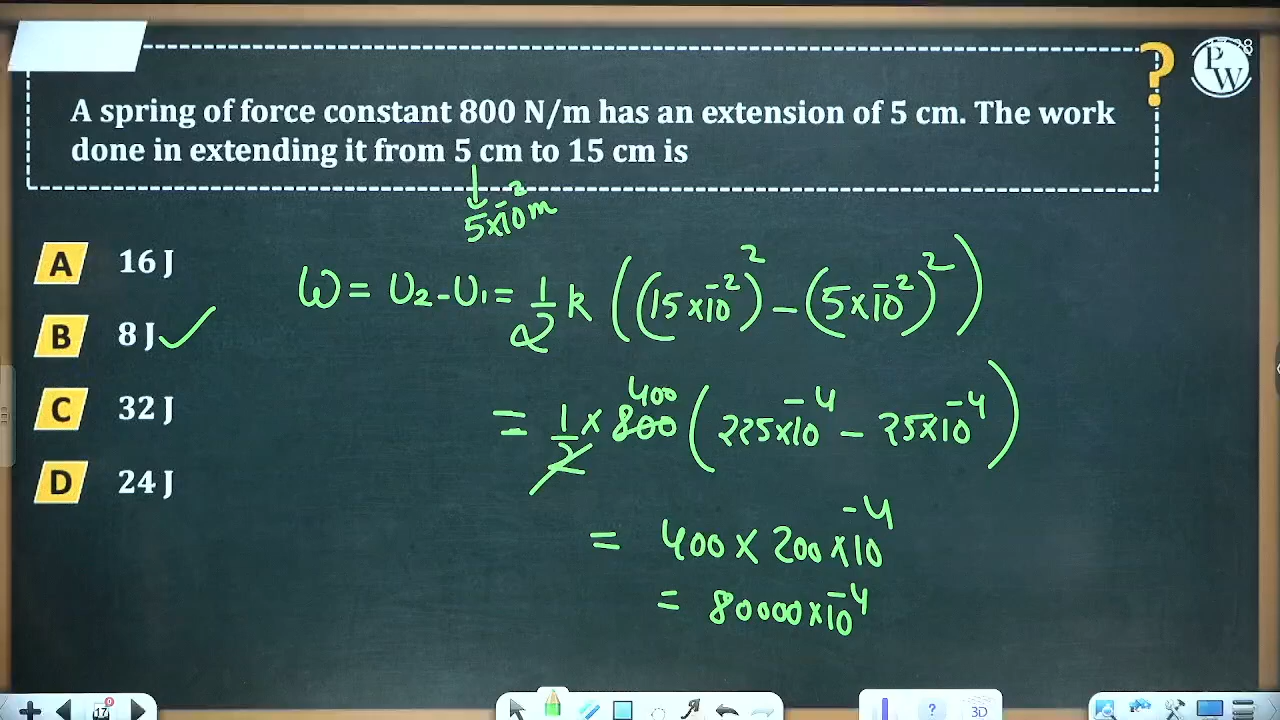 A spring of force constant 800 N/m has an extension of 5 cm. The work
done in extending it from 5 cm to 15 cm is
?
PW
↓
5×10⁻²m
A 16 J
B 8 J ✓
C 32 J
D 24 J
W = U₂ - U₁ = 1/2 k ((15×10⁻²)² - (5×10⁻²)²)
= 1/2 × 800 400 (225×10⁻⁴ - 25×10⁻⁴)
= 400 × 200×10⁻⁴
= 80000×10⁻⁴
17
?
3D